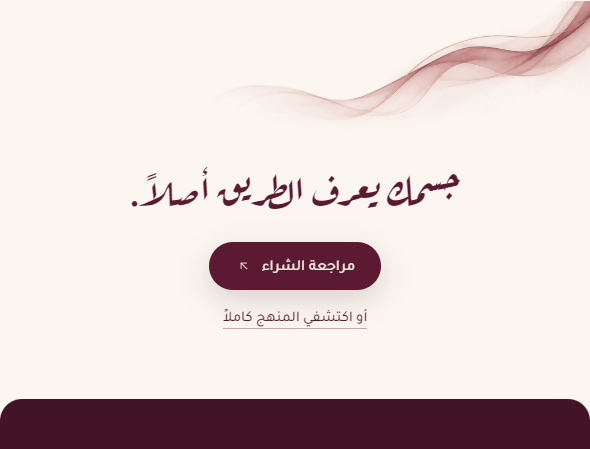 جسمك يعرف الطريق أصلاً.
مراجعة الشراء
أو اكتشفي المنهج كاملاً